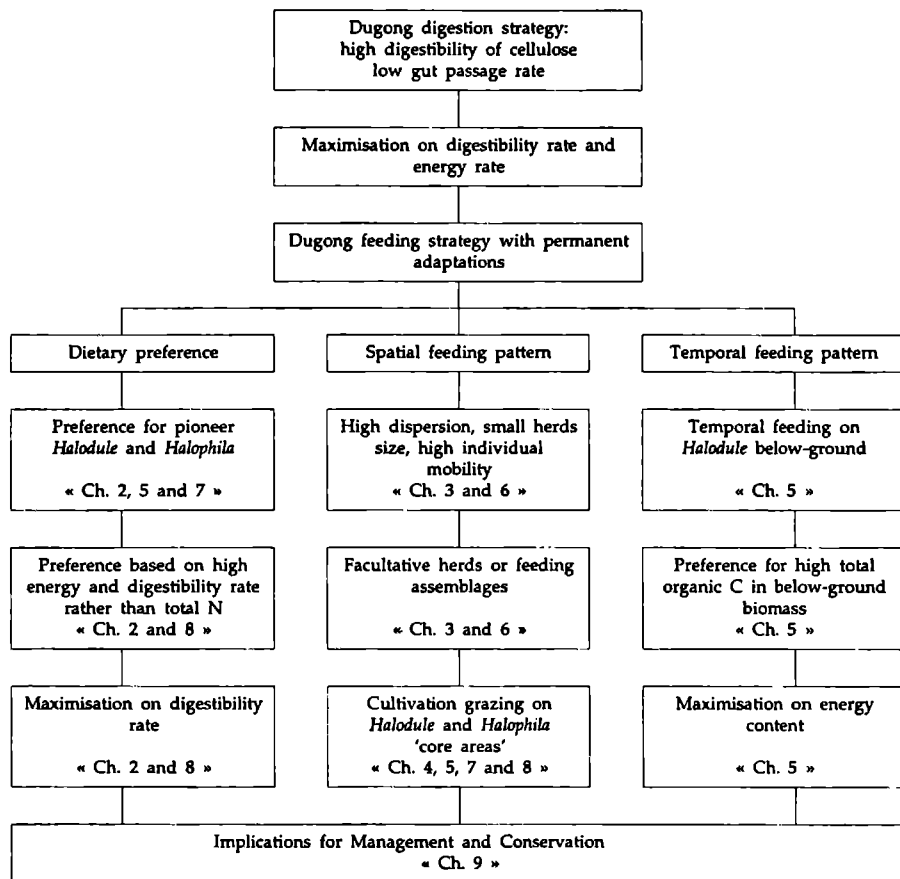 Dugong digestion strategy:
high digestibility of cellulose
low gut passage rate
Maximisation on digestibility rate and
energy rate
Dugong feeding strategy with permanent
adaptations
Dietary preference
Preference for pioneer
Halodule and Halophila
« Ch. 2, 5 and 7 »
Preference based on high
energy and digestibility rate
rather than total N
« Ch. 2 and 8 »
Maximisation on digestibility
rate
« Ch. 2 and 8 »
Spatial feeding pattern
High dispersion, small herds
size, high individual
mobility
« Ch. 3 and 6 »
Facultative herds or feeding
assemblages
« Ch. 3 and 6 »
Cultivation grazing on
Halodule and Halophila
'core areas'
« Ch. 4, 5, 7 and 8 »
Temporal feeding pattern
Temporal feeding on
Halodule below-ground
« Ch. 5 »
Preference for high total
organic C in below-ground
biomass
« Ch. 5 »
Maximisation on energy
content
« Ch. 5 »
Implications for Management and Conservation
« Ch. 9 »